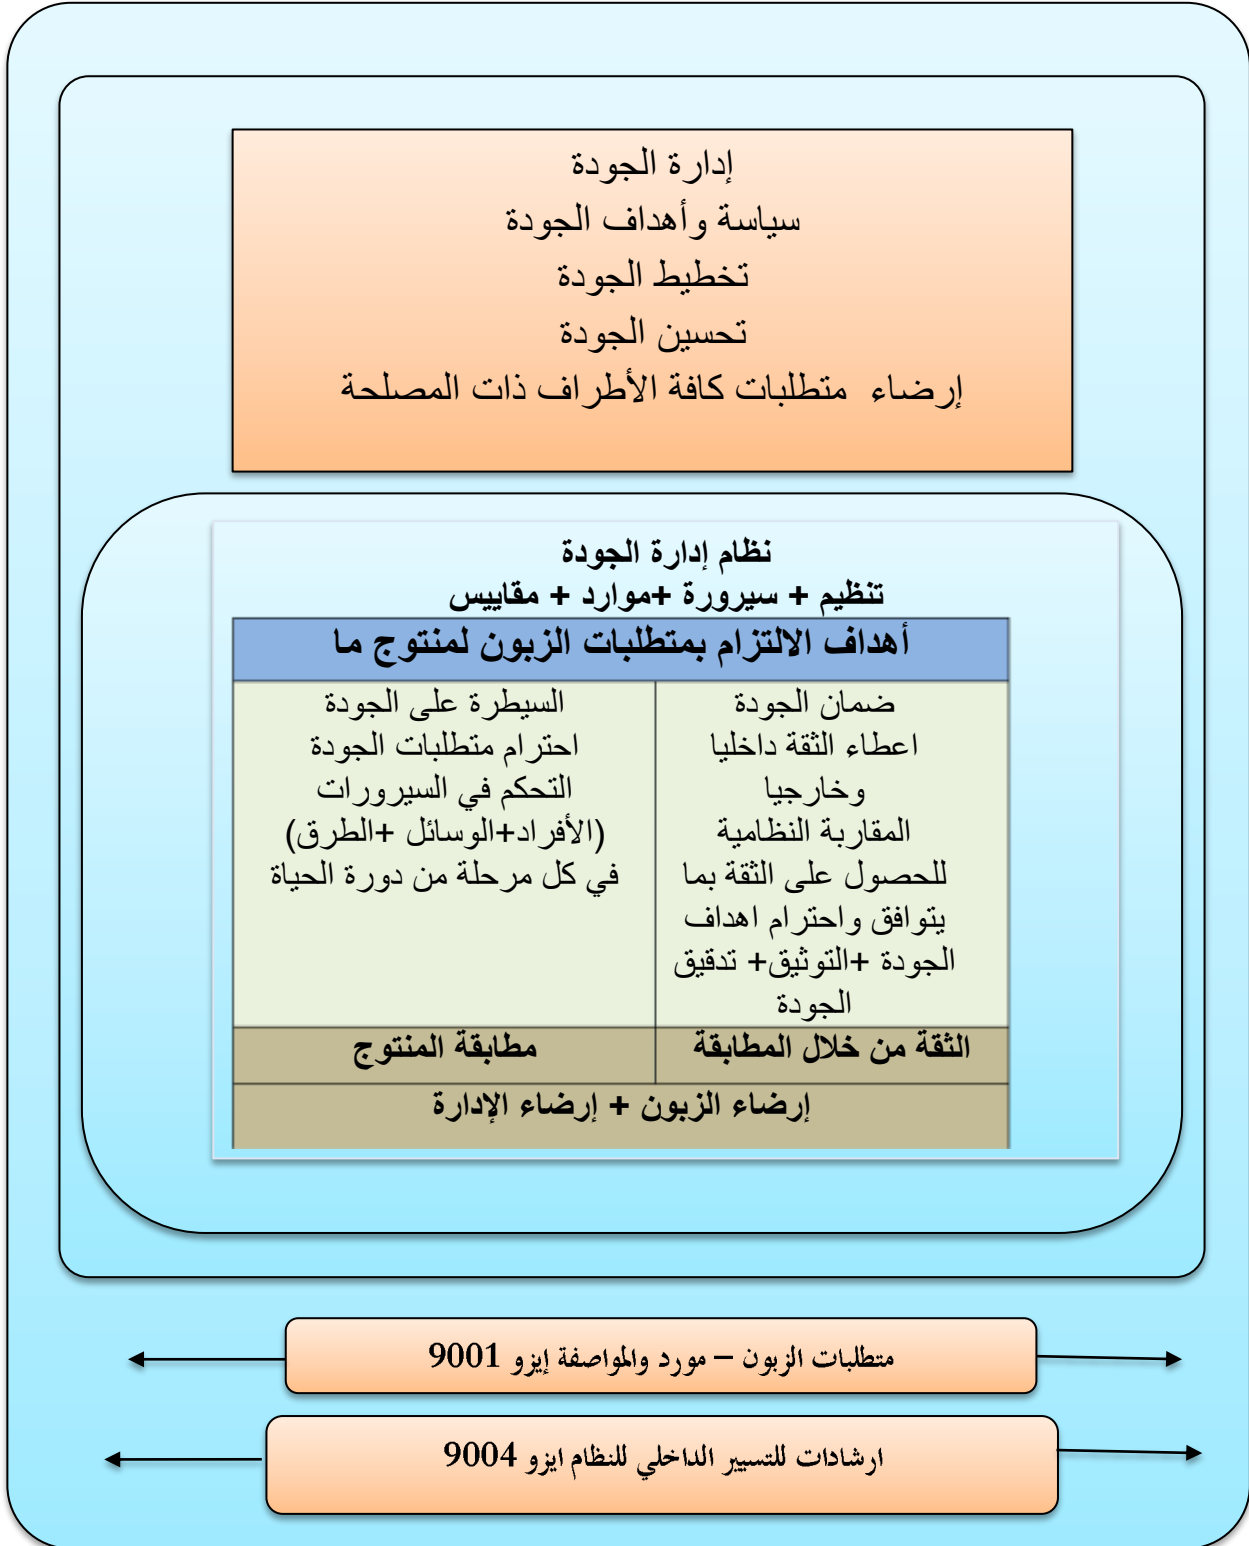 إدارة الجودة
سياسة وأهداف الجودة
تخطيط الجودة
تحسين الجودة
إرضاء متطلبات كافة الأطراف ذات المصلحة
نظام إدارة الجودة
تنظيم + سيرورة +موارد + مقاييس
أهداف الالتزام بمتطلبات الزبون لمنتوج ما
ضمان الجودة
اعطاء الثقة داخليا
وخارجيا
المقاربة النظامية
للحصول على الثقة بما
يتوافق واحترام اهداف
الجودة +التوثيق+ تدقيق
الجودة
السيطرة على الجودة
احترام متطلبات الجودة
التحكم في السيرورات
(الأفراد+الوسائل +الطرق)
في كل مرحلة من دورة الحياة
الثقة من خلال المطابقة
مطابقة المنتوج
إرضاء الزبون + إرضاء الإدارة
متطلبات الزبون – مورد والمواصفة إيزو 9001
ارشادات للتسيير الداخلي للنظام ايزو 9004